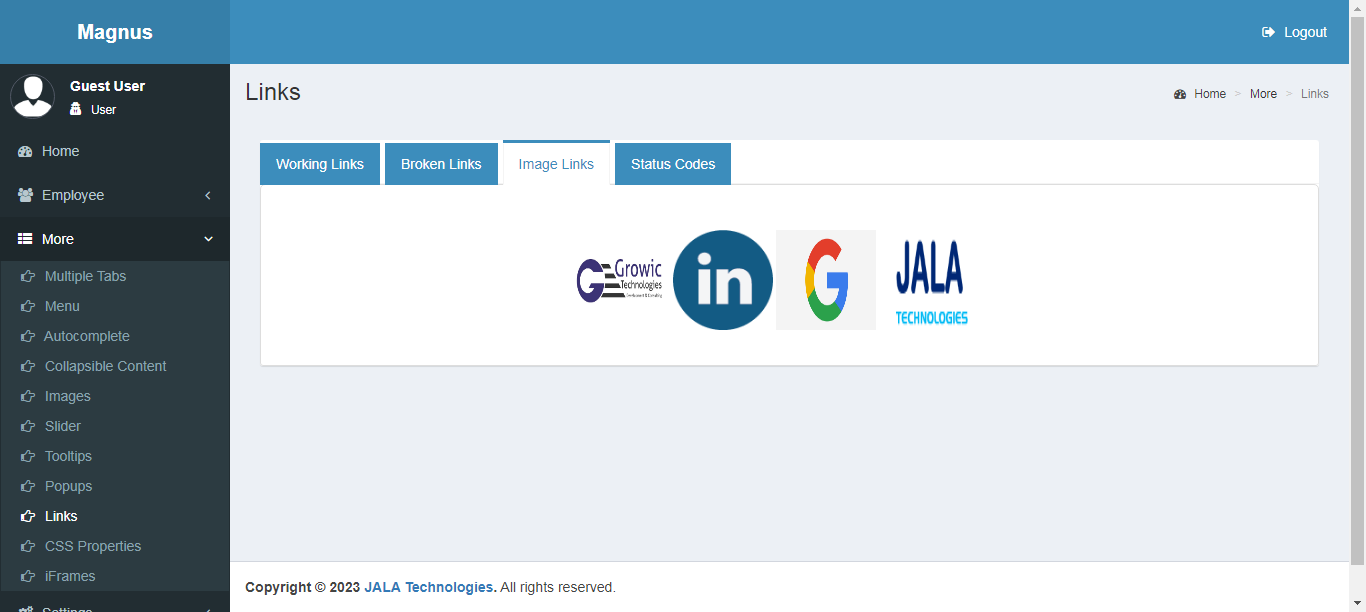 Magnus
Logout
Guest User
User
Home
Employee
More
Multiple Tabs
Menu
Autocomplete
Collapsible Content
Images
Slider
Tooltips
Popups
Links
CSS Properties
iFrames
Settings
Links
Home > More > Links
Working Links
Broken Links
Image Links
Status Codes
Growic
Technologies
Development & Consulting
in
G
JALA
TECHNOLOGIES
Copyright © 2023 JALA Technologies. All rights reserved.